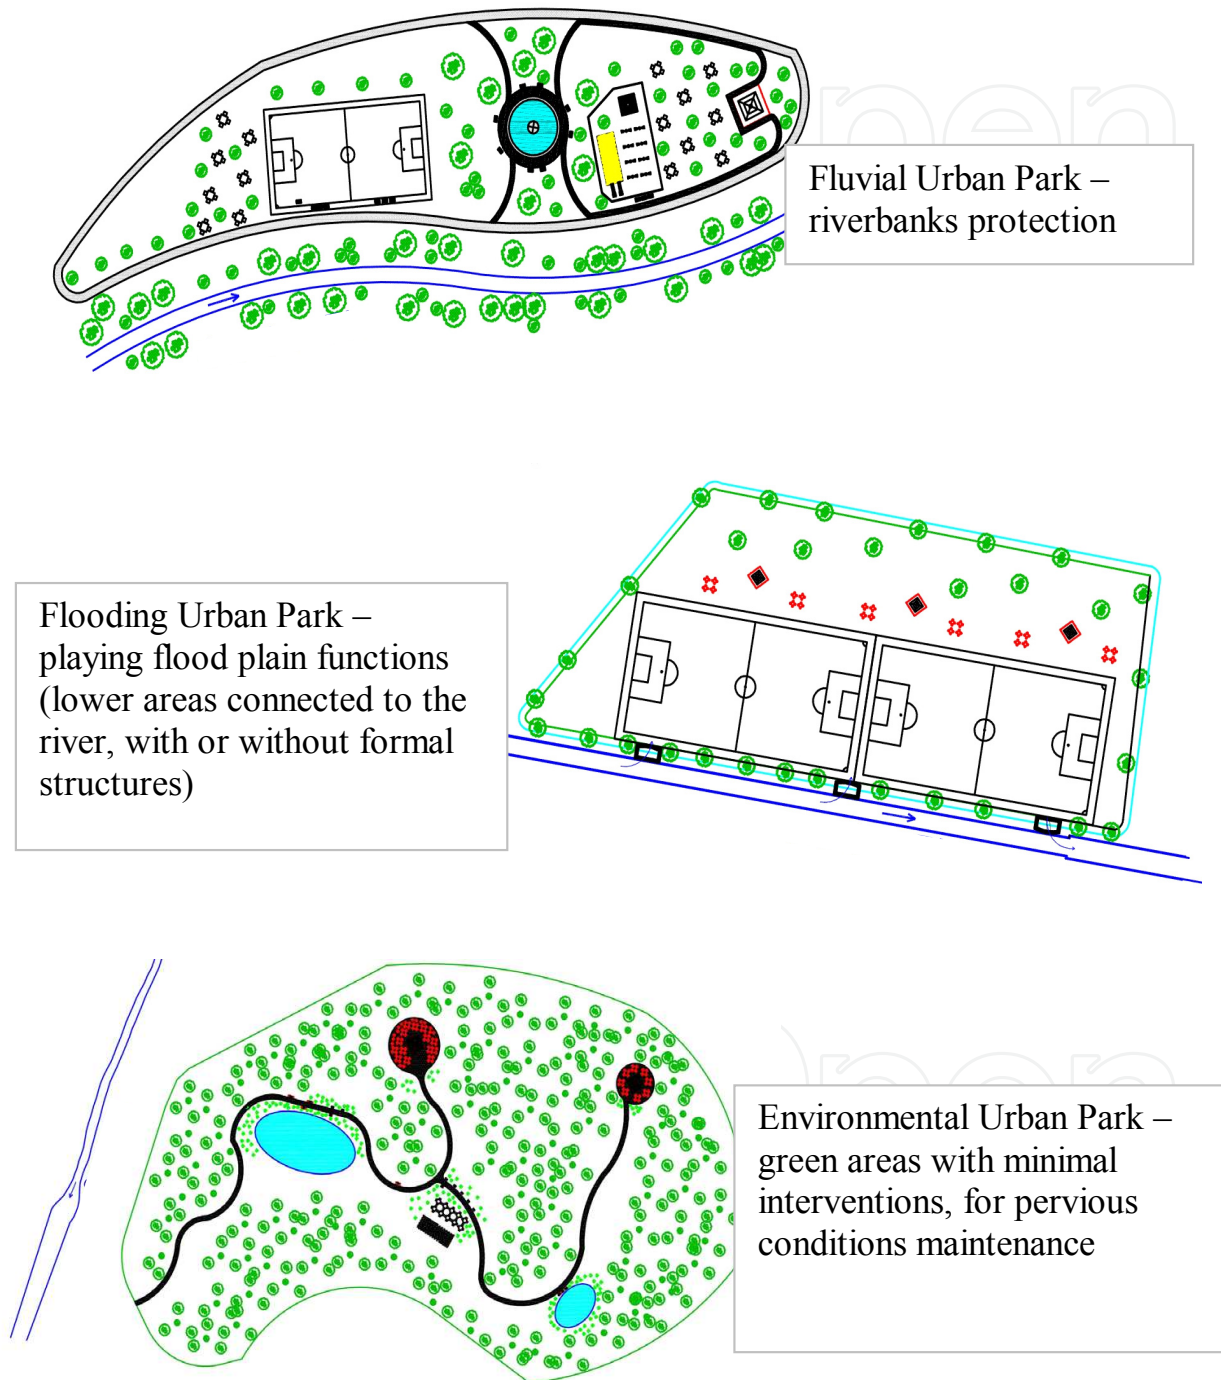 Fluvial Urban Park –
riverbanks protection
Flooding Urban Park –
playing flood plain functions
(lower areas connected to the
river, with or without formal
structures)
Environmental Urban Park –
green areas with minimal
interventions, for pervious
conditions maintenance